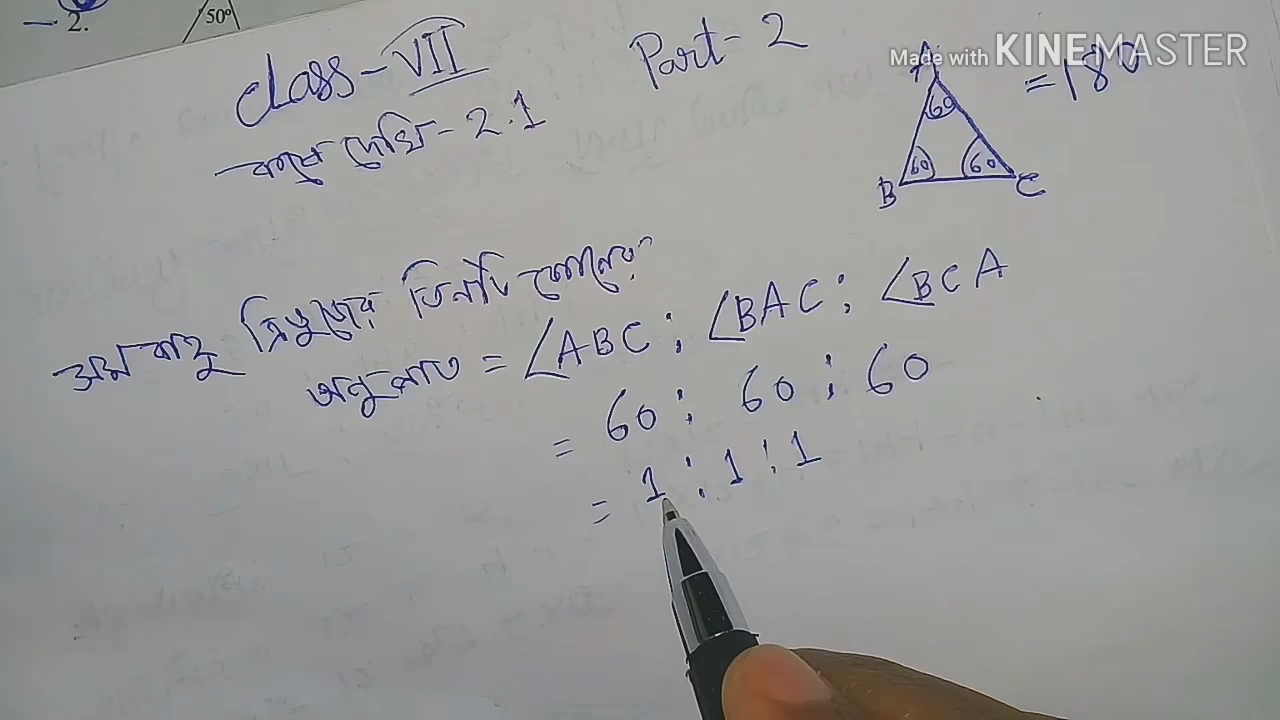 2.
50°
Made with KINEMASTER
Class - VII
Part - 2
কষে দেখি - 2.1
A
= 180
60
60
60
B
C
সমবাহু ত্রিভুজের তিনটি কোনের
অনুপাত = ∠ABC : ∠BAC : ∠BCA
= 60 : 60 : 60
= 1 : 1 : 1